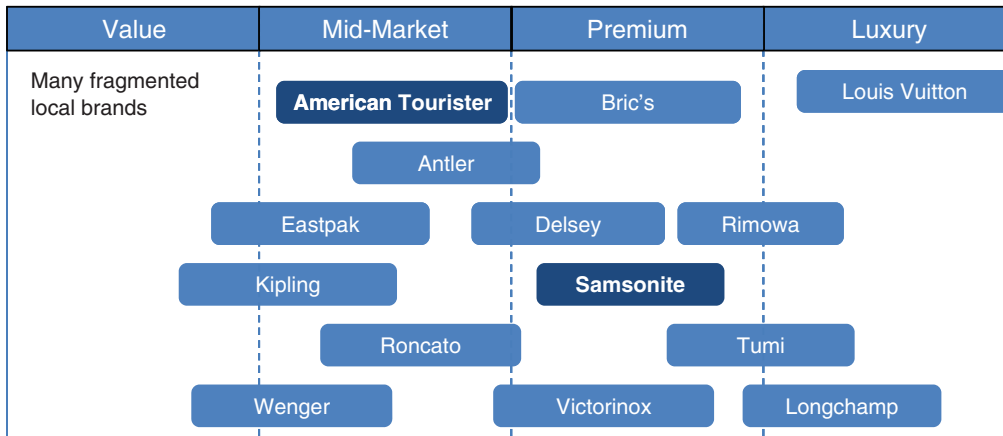 Value Mid-Market Premium Luxury
Many fragmented
local brands
American Tourister Bric's Louis Vuitton
Antler
Eastpak Delsey Rimowa
Kipling Samsonite
Roncato Tumi
Wenger Victorinox Longchamp